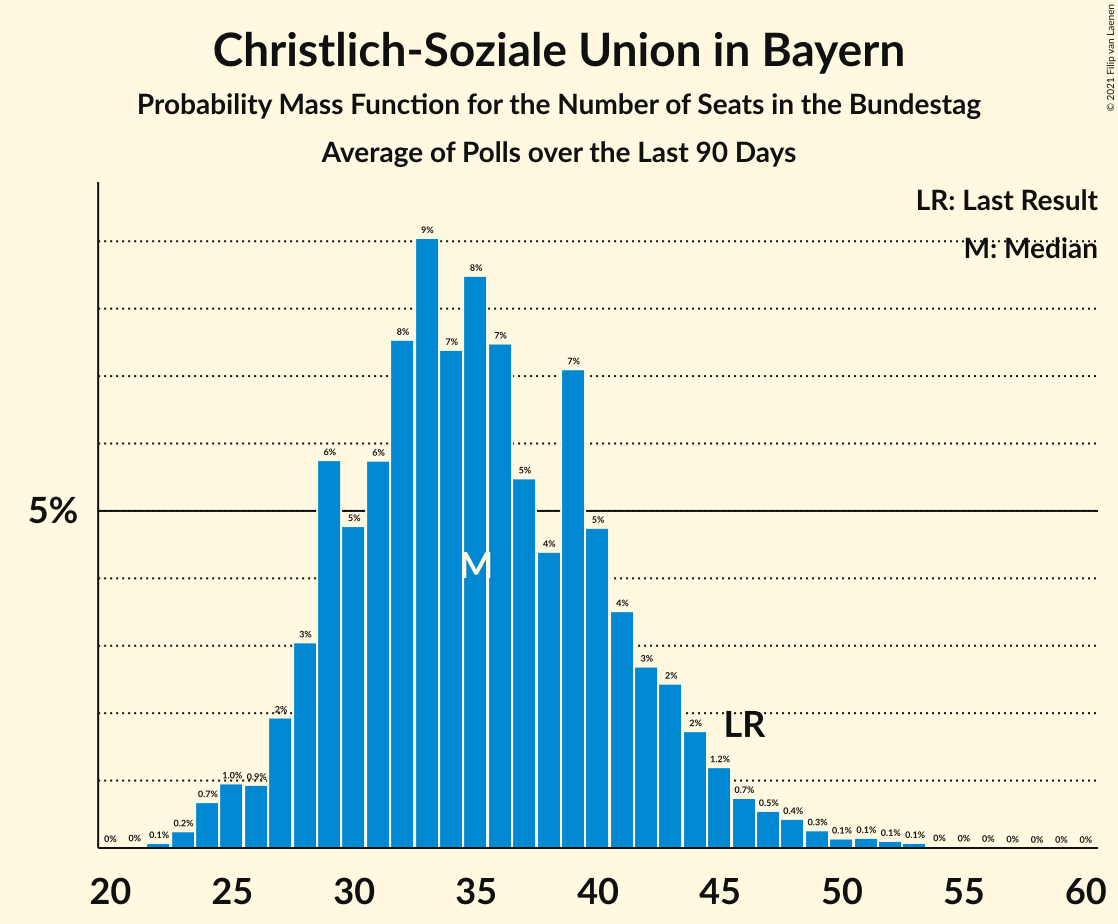 Christlich-Soziale Union in Bayern
Probability Mass Function for the Number of Seats in the Bundestag
Average of Polls over the Last 90 Days
© 2021 Filip van Laenen
LR: Last Result
M: Median
5%
0% 0% 0.1% 0.2% 0.7% 1.0% 0.9% 2% 3% 6% 5% 6% 8% 9% 7% 8% 7% 5% 4% 7% 5% 4% 3% 2% 2% 1.2% 0.7% 0.5% 0.4% 0.3% 0.1% 0.1% 0.1% 0.1% 0% 0% 0% 0% 0% 0% 0%
M
LR
20 25 30 35 40 45 50 55 60